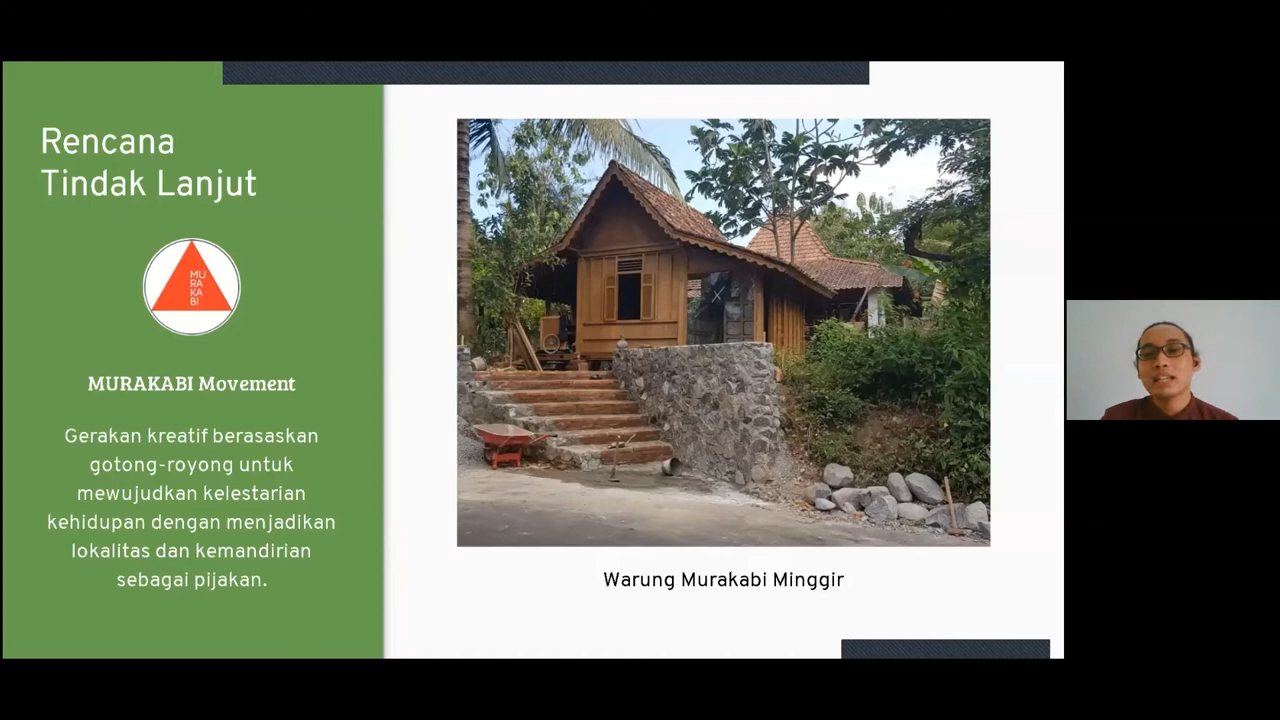 Rencana
Tindak Lanjut
MU
RA
KA
BI
MURAKABI Movement
Gerakan kreatif berasaskan
gotong-royong untuk
mewujudkan kelestarian
kehidupan dengan menjadikan
lokalitas dan kemandirian
sebagai pijakan.
Warung Murakabi Minggir